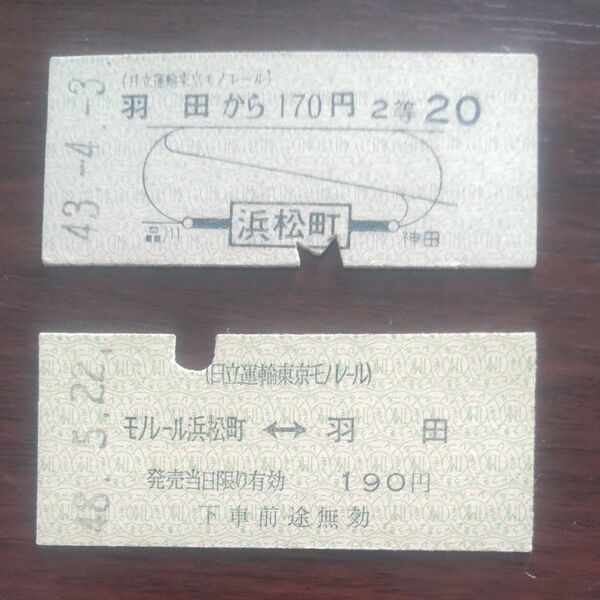 43.-4.-3
(日立運輸東京モノレール)
羽田から170円 2等 20
品川 浜松町 神田
48. 5.22.
(日立運輸東京モノレール)
モノレール浜松町 ↔ 羽田
発売当日限り有効 190円
下車前途無効